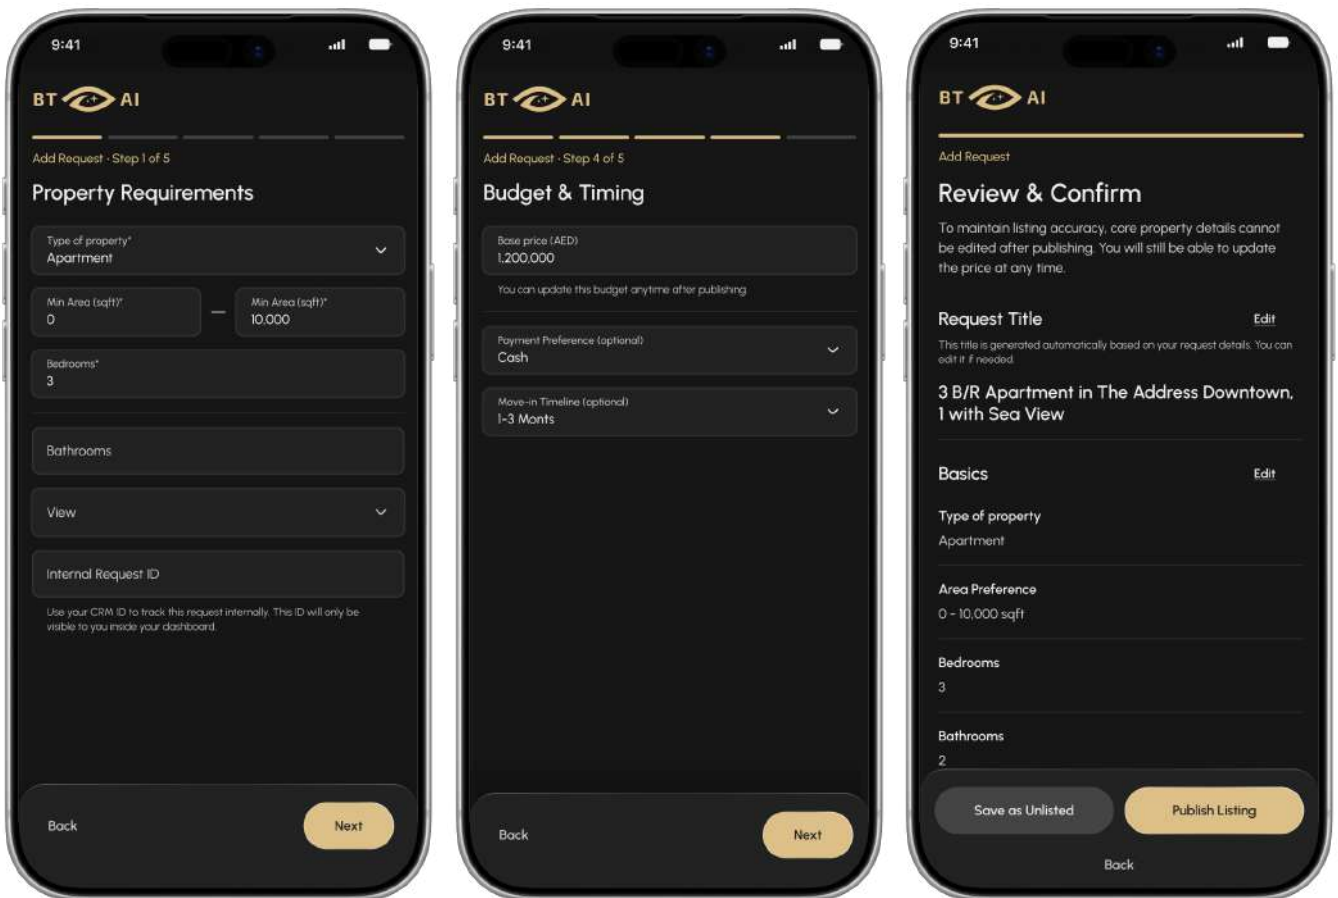 9:41
BT AI
Add Request · Step 1 of 5
Property Requirements
Type of property*
Apartment
Min Area (sqft)*
0
—
Min Area (sqft)*
10,000
Bedrooms*
3
Bathrooms
View
Internal Request ID
Use your CRM ID to track this request internally. This ID will only be
visible to you inside your dashboard.
Back
Next
9:41
BT AI
Add Request · Step 4 of 5
Budget & Timing
Base price (AED)
1,200,000
You can update this budget anytime after publishing.
Payment Preference (optional)
Cash
Move-in Timeline (optional)
1-3 Monts
Back
Next
9:41
BT AI
Add Request
Review & Confirm
To maintain listing accuracy, core property details cannot
be edited after publishing. You will still be able to update
the price at any time.
Request Title
Edit
This title is generated automatically based on your request details. You can
edit it if needed.
3 B/R Apartment in The Address Downtown,
1 with Sea View
Basics
Edit
Type of property
Apartment
Area Preference
0 - 10,000 sqft
Bedrooms
3
Bathrooms
2
Save as Unlisted
Publish Listing
Back